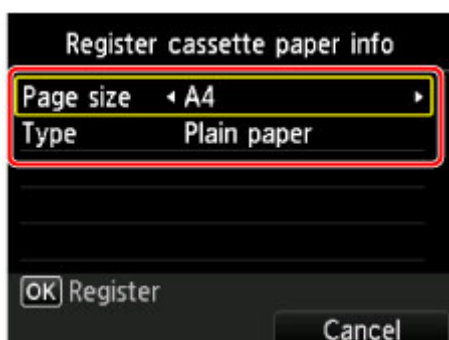 Register cassette paper info
Page size A4
Type Plain paper
OK Register
Cancel